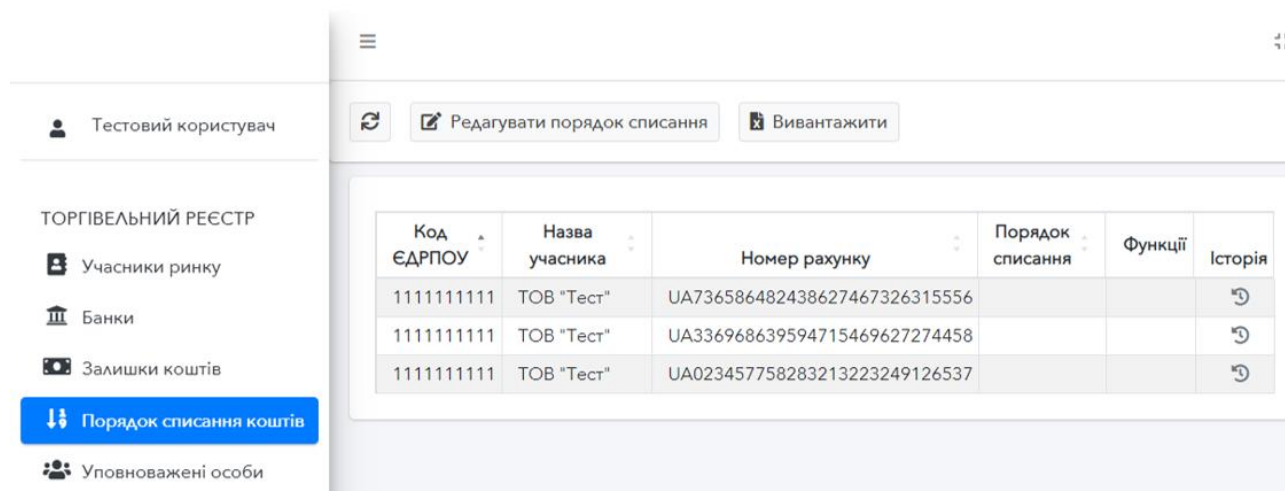 Тестовий користувач
Редагувати порядок списання
Вивантажити
ТОРГІВЕЛЬНИЙ РЕЄСТР
Учасники ринку
Банки
Залишки коштів
Порядок списання коштів
Уповноважені особи
Код ЄДРПОУ Назва учасника Номер рахунку Порядок списання Функції Історія
1111111111 ТОВ "Тест" UA736586482438627467326315556
1111111111 ТОВ "Тест" UA336968639594715469627274458
1111111111 ТОВ "Тест" UA023457758283213223249126537